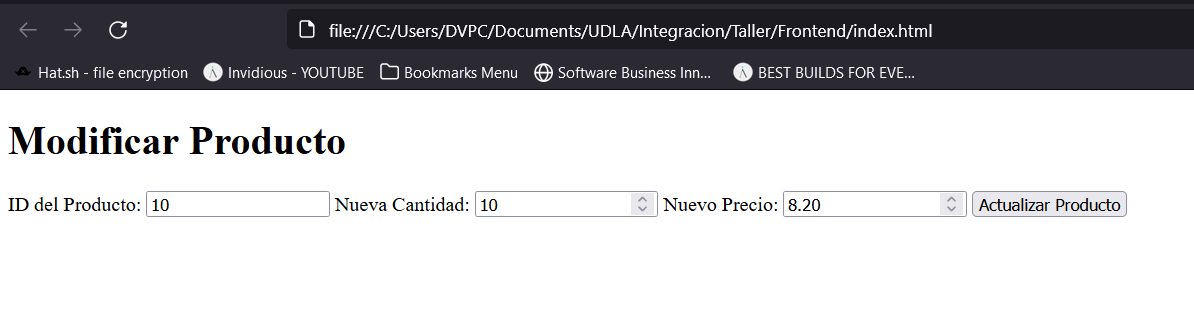 file:///C:/Users/DVPC/Documents/UDLA/Integracion/Taller/Frontend/index.html
Hat.sh - file encryption Invidious - YOUTUBE Bookmarks Menu Software Business Inn... BEST BUILDS FOR EVE...
Modificar Producto
ID del Producto: 10 Nueva Cantidad: 10 Nuevo Precio: 8.20 Actualizar Producto